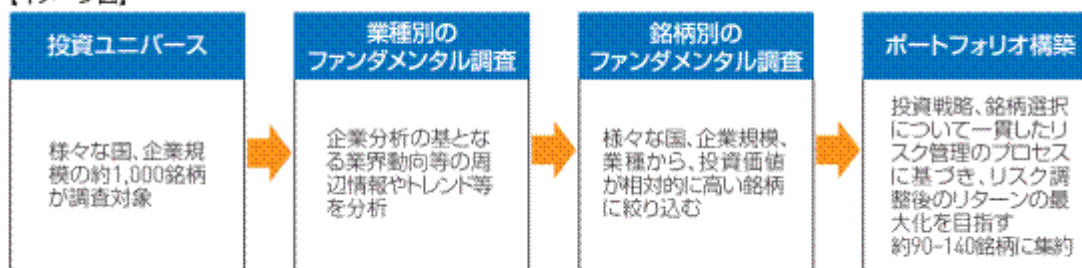 【イメージ図】
投資ユニバース
様々な国、企業規
模の約1,000銘柄
が調査対象
業種別の
ファンダメンタル調査
企業分析の基とな
る業界動向等の周
辺情報やトレンド等
を分析
銘柄別の
ファンダメンタル調査
様々な国、企業規模、
業種から、投資価値
が相対的に高い銘柄
に絞り込む
ポートフォリオ構築
投資戦略、銘柄選択
について一貫したリ
スク管理のプロセス
に基づき、リスク調
整後のリターンの最
大化を目指す
約90-140銘柄に集約